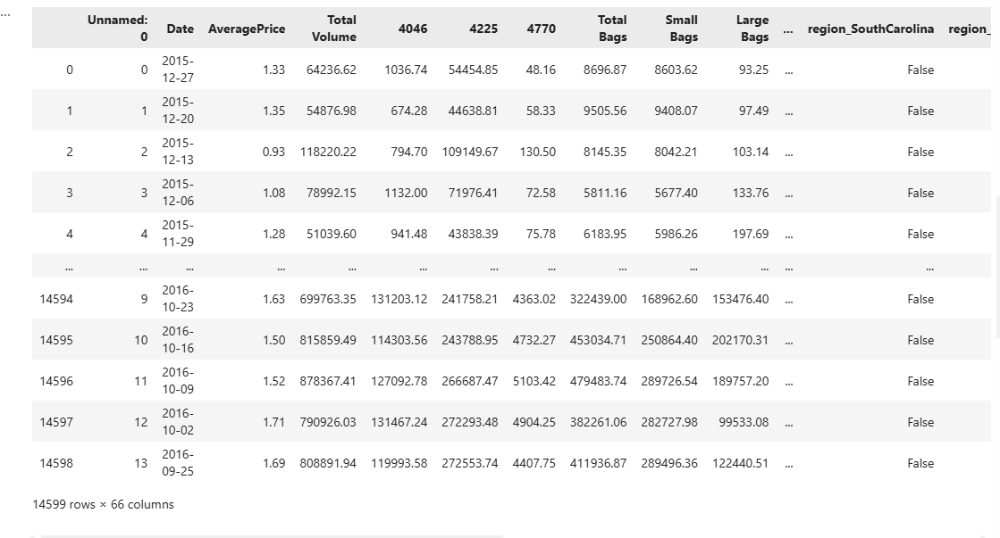 ...
Unnamed: 0 Date AveragePrice Total Volume 4046 4225 4770 Total Bags Small Bags Large Bags ... region_SouthCarolina region_
0 0 2015-12-27 1.33 64236.62 1036.74 54454.85 48.16 8696.87 8603.62 93.25 ... False
1 1 2015-12-20 1.35 54876.98 674.28 44638.81 58.33 9505.56 9408.07 97.49 ... False
2 2 2015-12-13 0.93 118220.22 794.70 109149.67 130.50 8145.35 8042.21 103.14 ... False
3 3 2015-12-06 1.08 78992.15 1132.00 71976.41 72.58 5811.16 5677.40 133.76 ... False
4 4 2015-11-29 1.28 51039.60 941.48 43838.39 75.78 6183.95 5986.26 197.69 ... False
... ... ... ... ... ... ... ... ... ... ... ... ...
14594 9 2016-10-23 1.63 699763.35 131203.12 241758.21 4363.02 322439.00 168962.60 153476.40 ... False
14595 10 2016-10-16 1.50 815859.49 114303.56 243788.95 4732.27 453034.71 250864.40 202170.31 ... False
14596 11 2016-10-09 1.52 878367.41 127092.78 266687.47 5103.42 479483.74 289726.54 189757.20 ... False
14597 12 2016-10-02 1.71 790926.03 131467.24 272293.48 4904.25 382261.06 282727.98 99533.08 ... False
14598 13 2016-09-25 1.69 808891.94 119993.58 272553.74 4407.75 411936.87 289496.36 122440.51 ... False
14599 rows × 66 columns